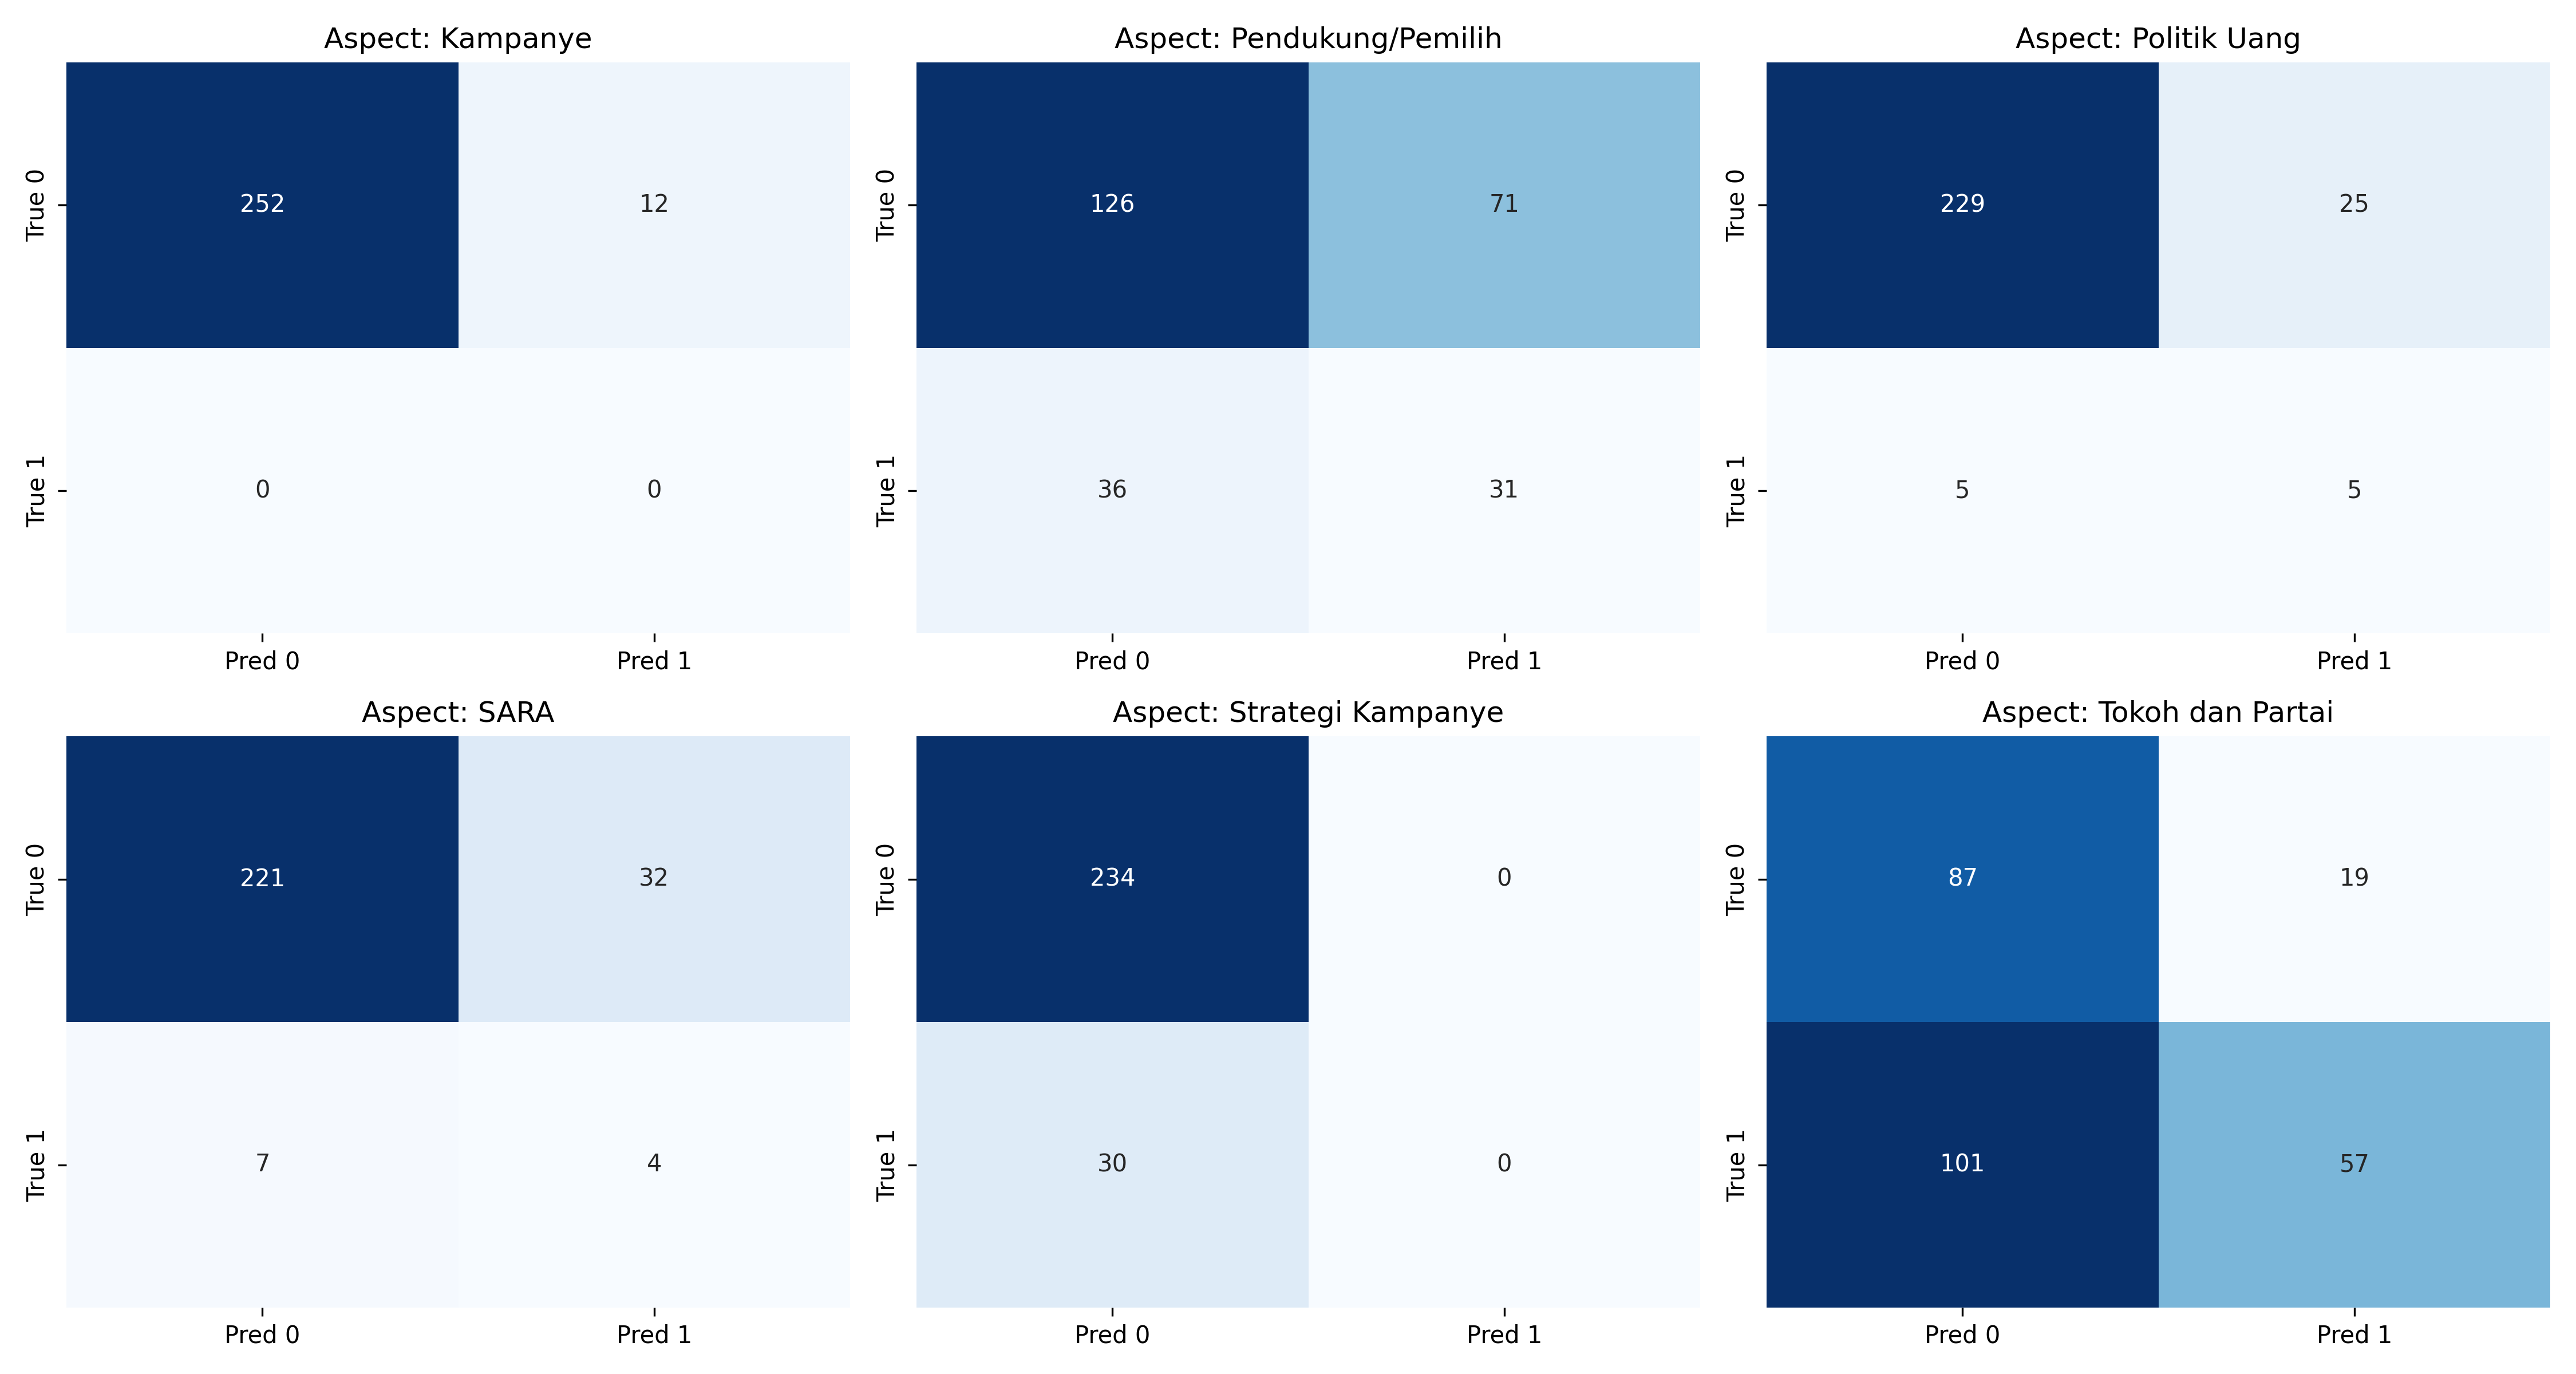 Aspect: Kampanye
True 0
252
12
True 1
0
0
Pred 0
Pred 1
Aspect: Pendukung/Pemilih
True 0
126
71
True 1
36
31
Pred 0
Pred 1
Aspect: Politik Uang
True 0
229
25
True 1
5
5
Pred 0
Pred 1
Aspect: SARA
True 0
221
32
True 1
7
4
Pred 0
Pred 1
Aspect: Strategi Kampanye
True 0
234
0
True 1
30
0
Pred 0
Pred 1
Aspect: Tokoh dan Partai
True 0
87
19
True 1
101
57
Pred 0
Pred 1